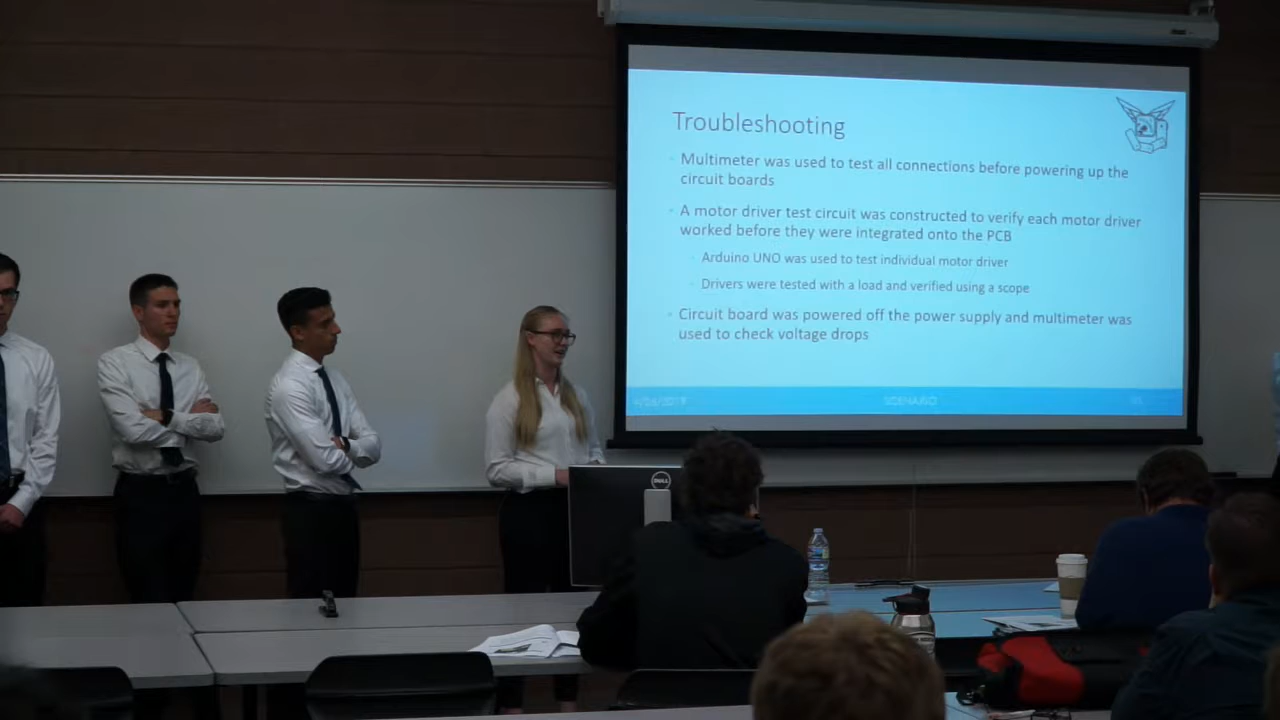 Troubleshooting
Multimeter was used to test all connections before powering up the
circuit boards
A motor driver test circuit was constructed to verify each motor driver
worked before they were integrated onto the PCB
Arduino UNO was used to test individual motor driver
Drivers were tested with a load and verified using a scope
Circuit board was powered off the power supply and multimeter was
used to check voltage drops
DELL